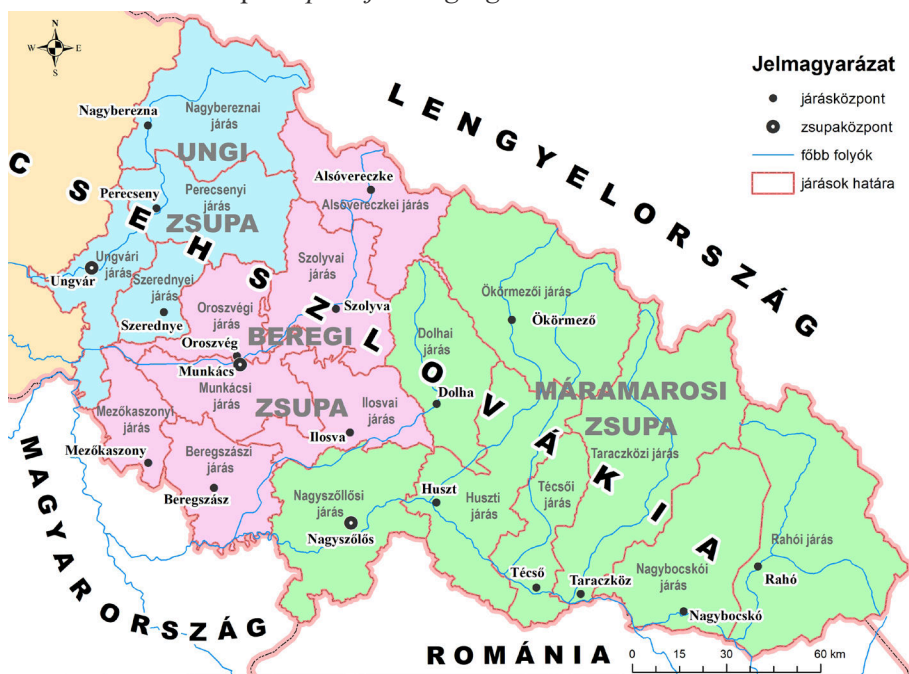 N
W
E
S
Jelmagyarázat
járásközpont
zsupaközpont
főbb folyók
járások határa
LENGYELORSZÁG
CSEHSZLOVÁKIA
MAGYARORSZÁG
ROMÁNIA
UNGI
ZSUPA
BEREGI
ZSUPA
MÁRAMAROSI
ZSUPA
Nagyberezna
Nagybereznai
járás
Perecseny
Perecsenyi
járás
Ungvári
járás
Ungvár
Szerednyei
járás
Szerednye
Alsóvereczke
Alsóvereczkei járás
Szolyvai
járás
Szolyva
Oroszvégi
járás
Oroszvég
Munkács
Munkácsi
járás
Ilosvai
járás
Ilosva
Mezőkaszonyi
járás
Mezőkaszony
Beregszászi
járás
Beregszász
Ökörmezői járás
Ökörmező
Dolhai
járás
Dolha
Nagyszőllősi
járás
Nagyszőlős
Huszt
Huszti
járás
Técsői
járás
Técső
Taraczközi járás
Taraczköz
Nagybocskói
járás
Nagybocskó
Rahói járás
Rahó
0 15 30 60 km